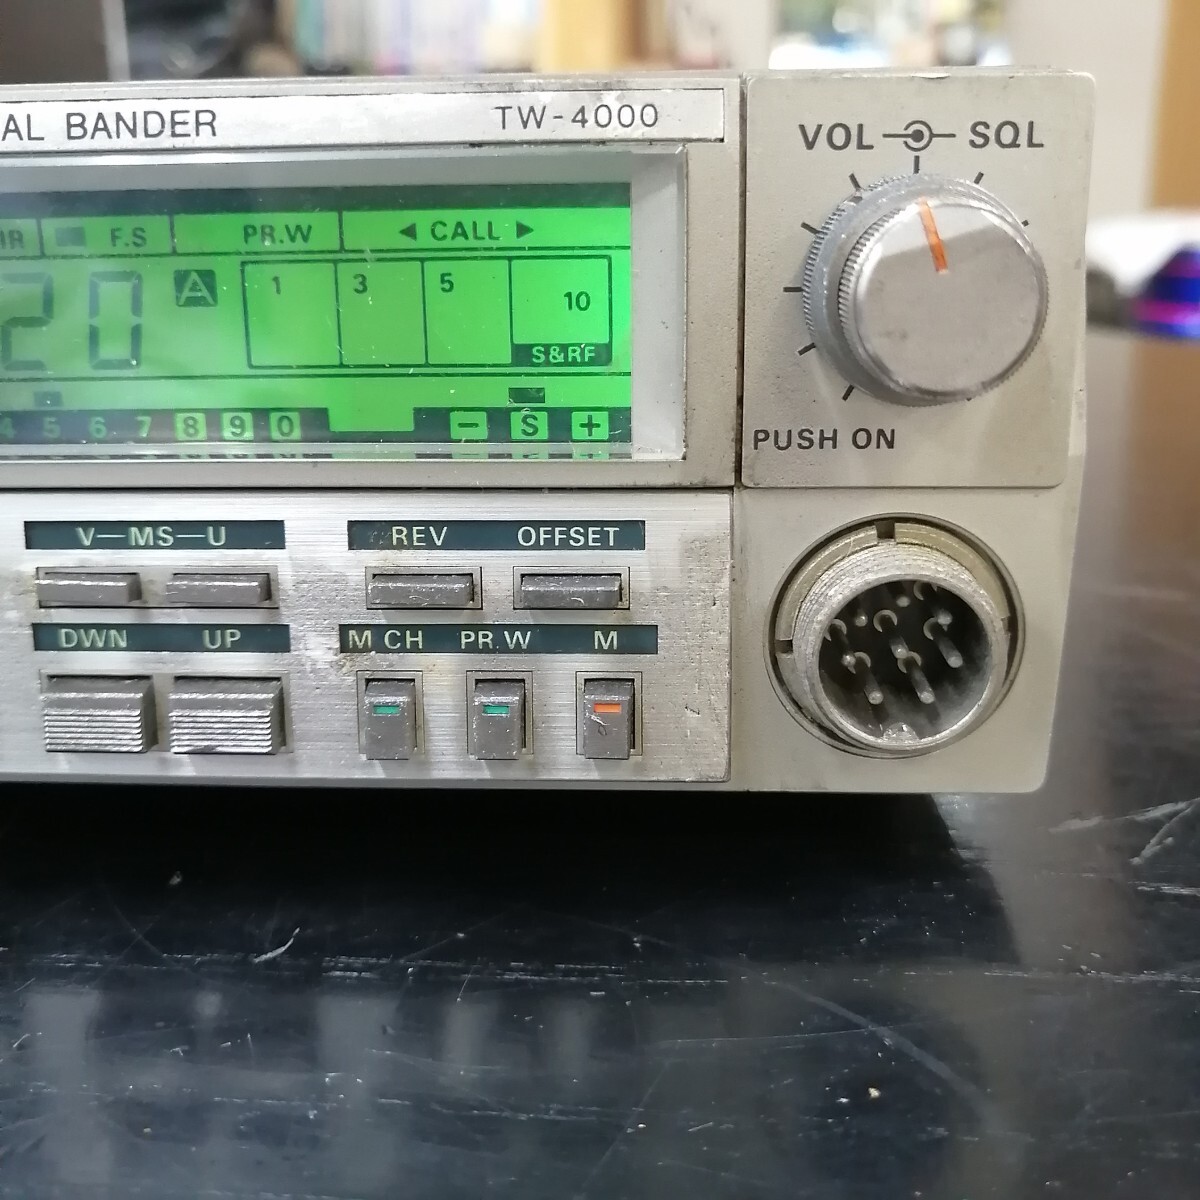 AL BANDER TW-4000
VOL SQL
IR F.S PR.W ◄ CALL ►
20 A 1 3 5 10
S&RF
4 5 6 7 8 9 0 - S +
PUSH ON
V—MS—U REV OFFSET
DWN UP M CH PR.W M